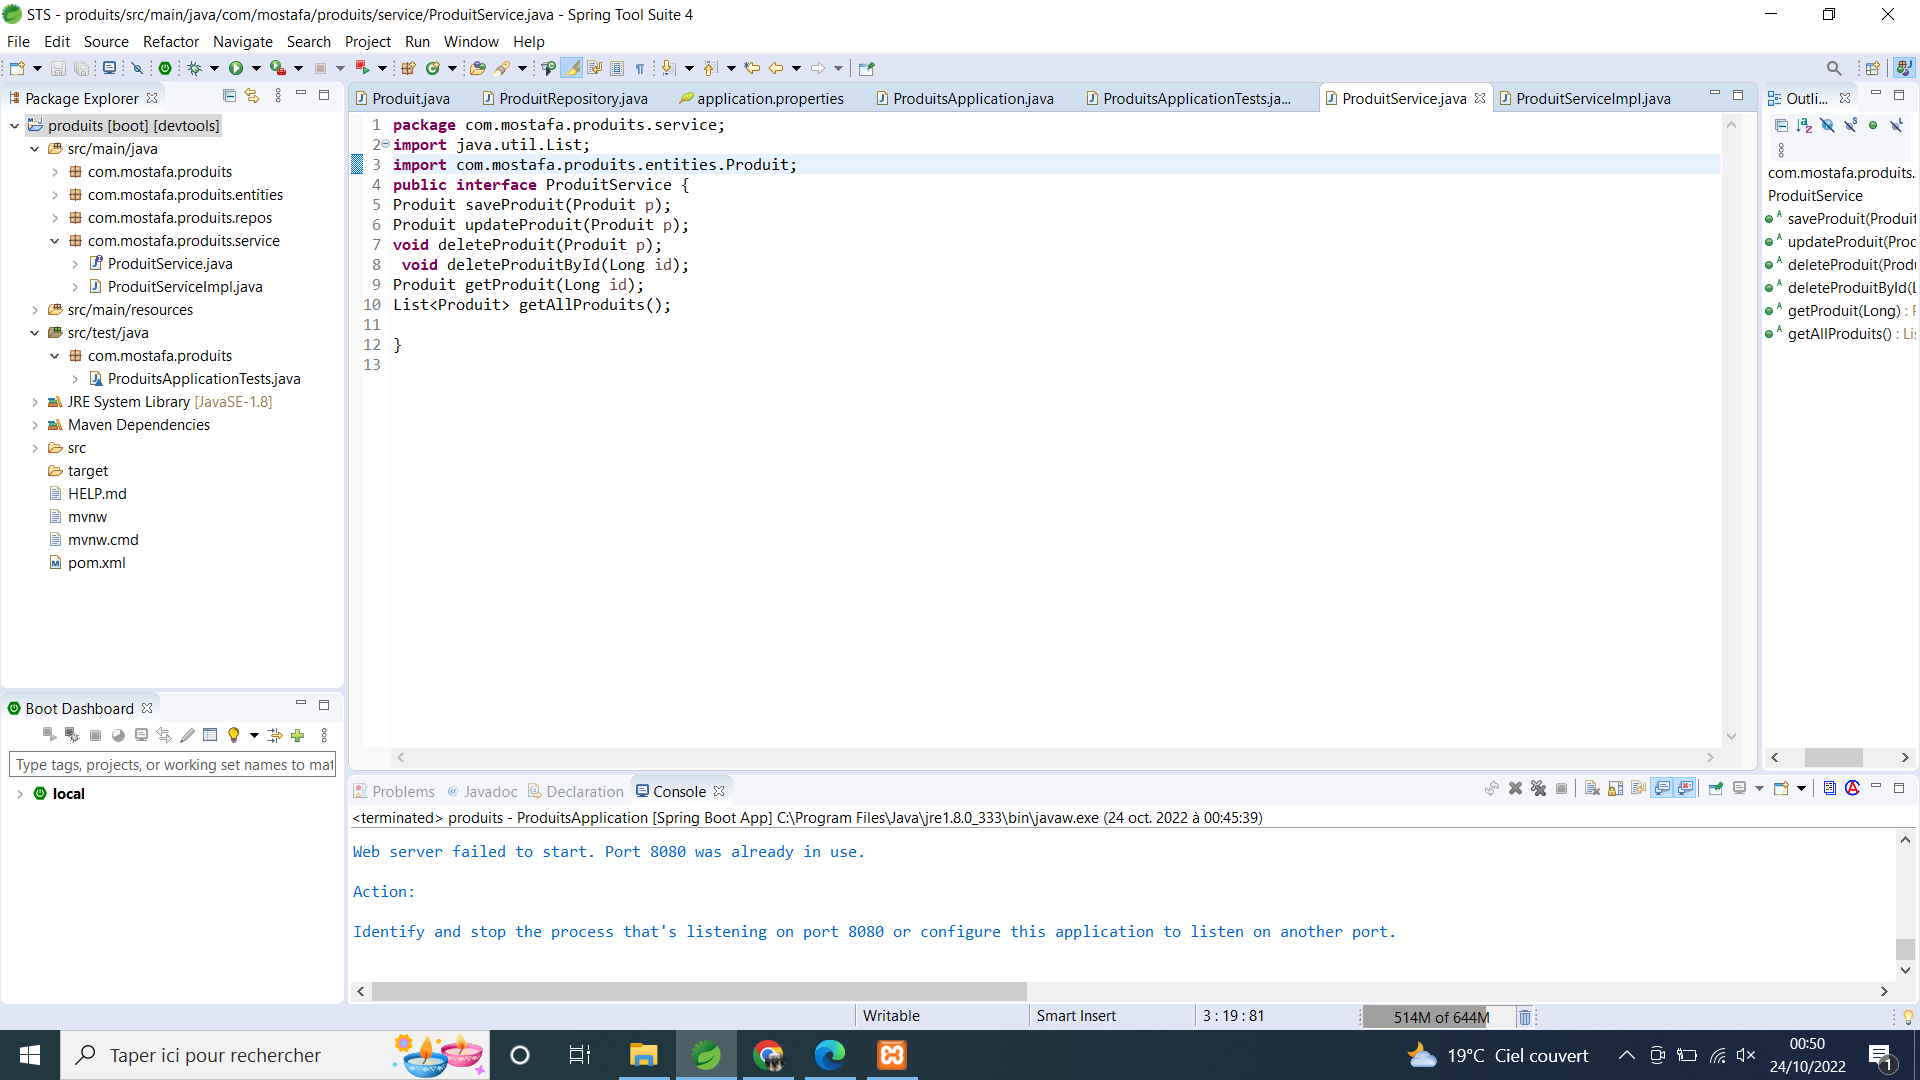 STS - produits/src/main/java/com/mostafa/produits/service/ProduitService.java - Spring Tool Suite 4
File Edit Source Refactor Navigate Search Project Run Window Help
Package Explorer
produits [boot] [devtools]
src/main/java
com.mostafa.produits
com.mostafa.produits.entities
com.mostafa.produits.repos
com.mostafa.produits.service
ProduitService.java
ProduitServiceImpl.java
src/main/resources
src/test/java
com.mostafa.produits
ProduitsApplicationTests.java
JRE System Library [JavaSE-1.8]
Maven Dependencies
src
target
HELP.md
mvnw
mvnw.cmd
pom.xml
Boot Dashboard
Type tags, projects, or working set names to mat
local
Produit.java ProduitRepository.java application.properties ProduitsApplication.java ProduitsApplicationTests.ja... ProduitService.java ProduitServiceImpl.java
1 package com.mostafa.produits.service;
2 import java.util.List;
3 import com.mostafa.produits.entities.Produit;
4 public interface ProduitService {
5 Produit saveProduit(Produit p);
6 Produit updateProduit(Produit p);
7 void deleteProduit(Produit p);
8 void deleteProduitById(Long id);
9 Produit getProduit(Long id);
10 List<Produit> getAllProduits();
11
12 }
13
Outli...
com.mostafa.produits.
ProduitService
saveProduit(Produit
updateProduit(Proc
deleteProduit(Produ
deleteProduitById(L
getProduit(Long) : P
getAllProduits() : Lis
Problems Javadoc Declaration Console
<terminated> produits - ProduitsApplication [Spring Boot App] C:\Program Files\Java\jre1.8.0_333\bin\javaw.exe (24 oct. 2022 à 00:45:39)
Web server failed to start. Port 8080 was already in use.
Action:
Identify and stop the process that's listening on port 8080 or configure this application to listen on another port.
Writable Smart Insert 3 : 19 : 81 514M of 644M
Taper ici pour rechercher
19°C Ciel couvert
00:50
24/10/2022
1